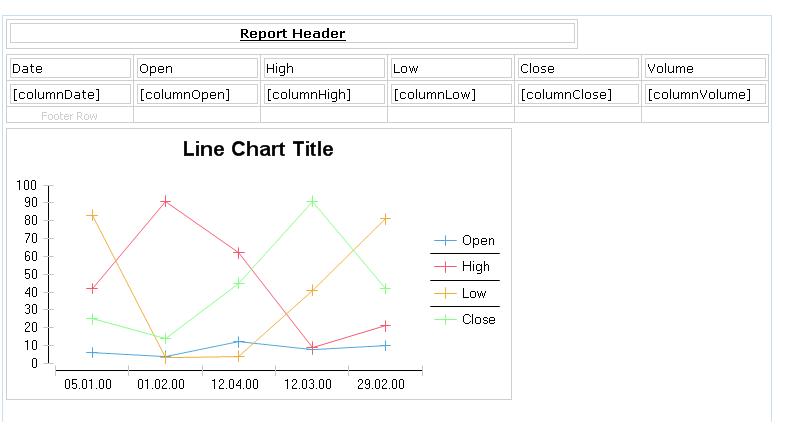 Report Header
Date Open High Low Close Volume
[columnDate] [columnOpen] [columnHigh] [columnLow] [columnClose] [columnVolume]
Footer Row
Line Chart Title
100
90
80
70
60
50
40
30
20
10
0
05.01.00 01.02.00 12.04.00 12.03.00 29.02.00
Open
High
Low
Close